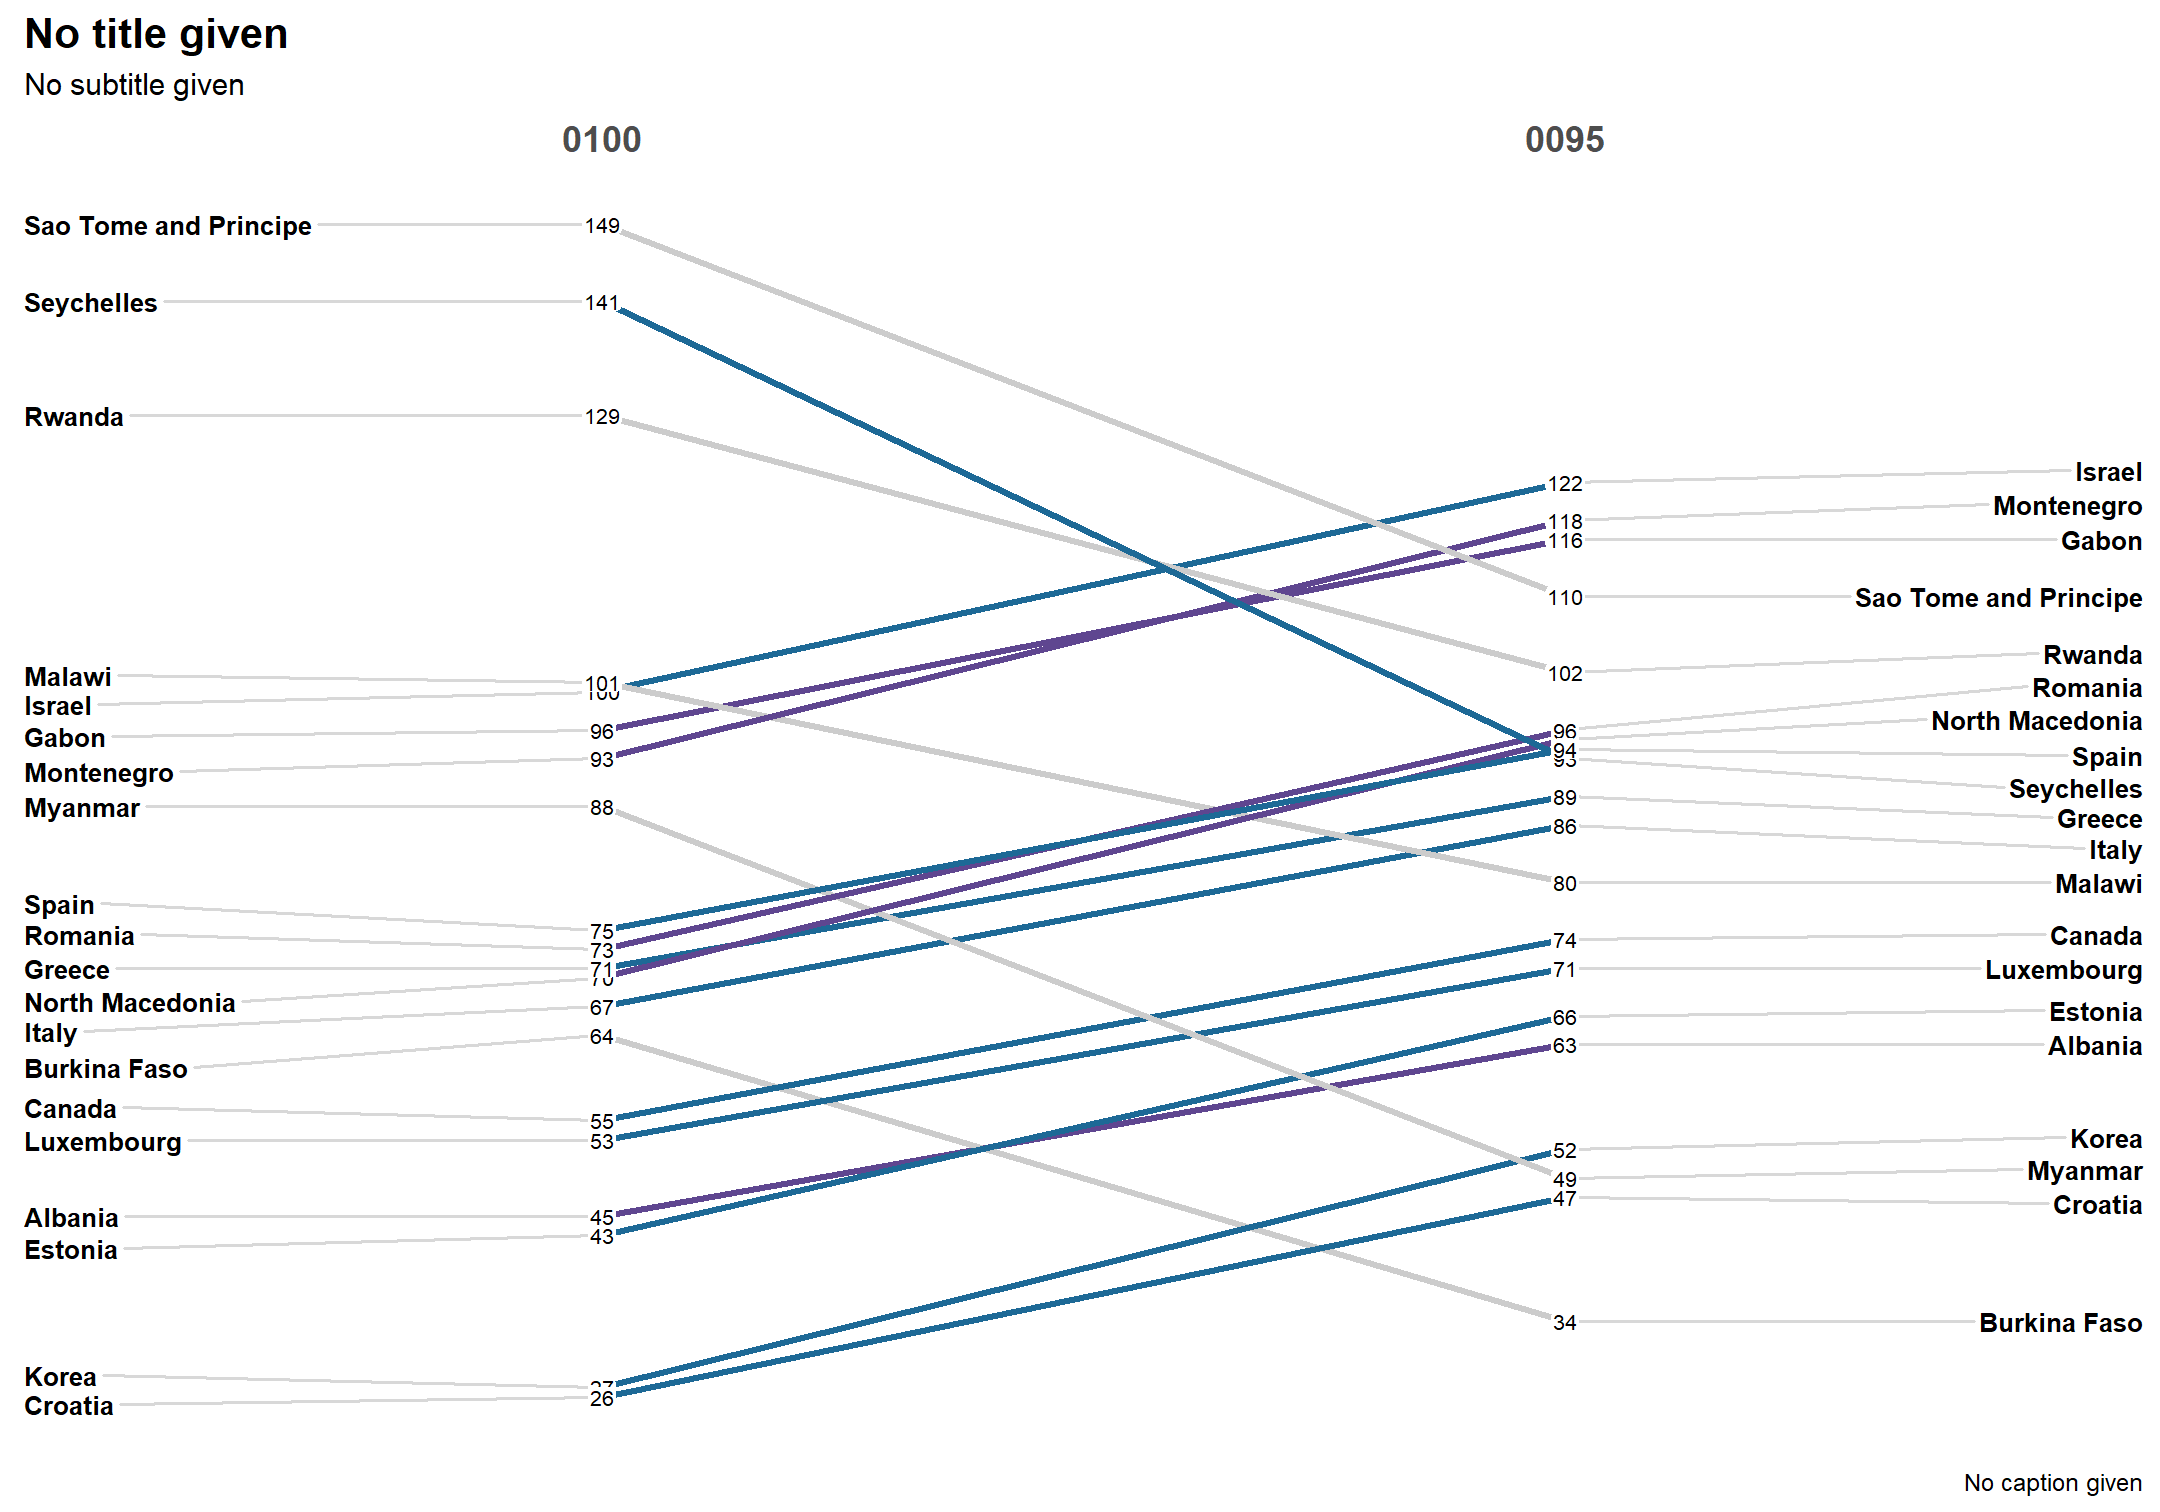 No title given
No subtitle given
0100 0095
Sao Tome and Principe 149
Seychelles 141
Rwanda 129
122 Israel
118 Montenegro
116 Gabon
110 Sao Tome and Principe
102 Rwanda
Malawi 101
Israel 100
Gabon 96
Montenegro 93
Myanmar 88
96 Romania
North Macedonia
94 Spain
93 Seychelles
89 Greece
86 Italy
80 Malawi
Spain 75
Romania 73
Greece 71
North Macedonia 70
Italy 67
Burkina Faso 64
74 Canada
71 Luxembourg
66 Estonia
63 Albania
Canada 55
Luxembourg 53
Albania 45
Estonia 43
52 Korea
49 Myanmar
47 Croatia
34 Burkina Faso
Korea 27
Croatia 26
No caption given